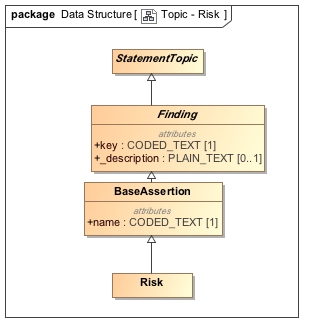 package Data Structure [ Topic - Risk ]
StatementTopic
Finding
attributes
+key : CODED_TEXT [1]
+_description : PLAIN_TEXT [0..1]
BaseAssertion
attributes
+name : CODED_TEXT [1]
Risk